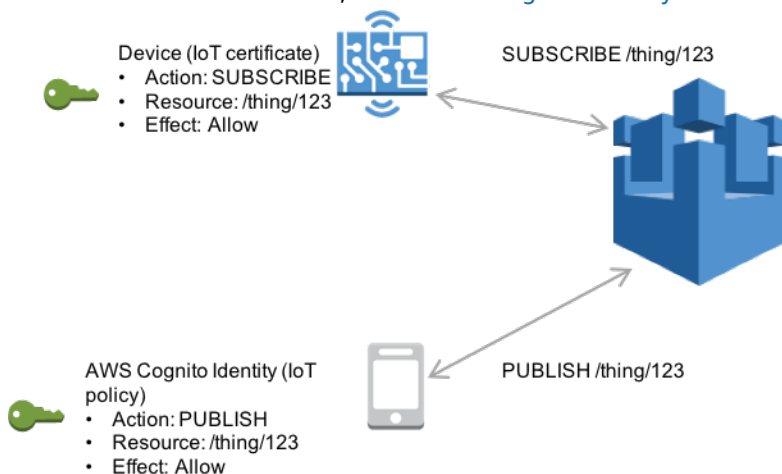 Device (IoT certificate)
• Action: SUBSCRIBE
• Resource: /thing/123
• Effect: Allow
SUBSCRIBE /thing/123
AWS Cognito Identity (IoT
policy)
• Action: PUBLISH
• Resource: /thing/123
• Effect: Allow
PUBLISH /thing/123